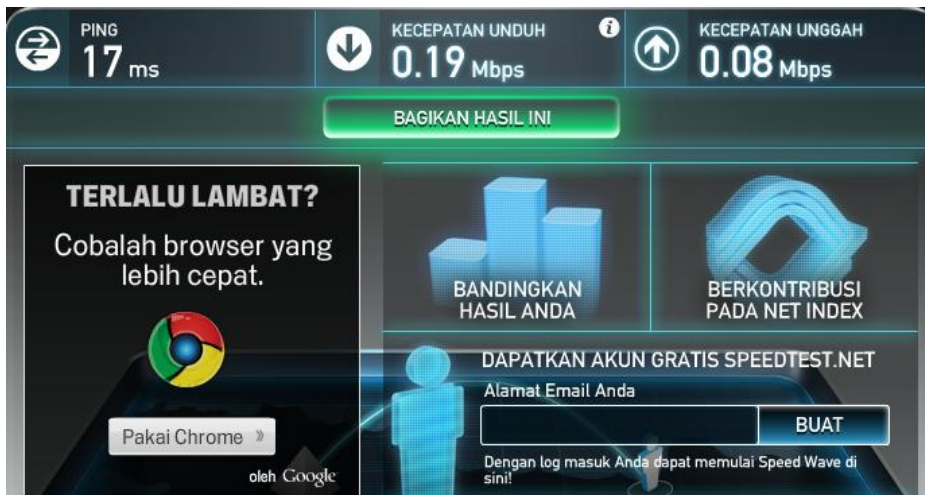 PING
17 ms
KECEPATAN UNDUH
0.19 Mbps
KECEPATAN UNGGAH
0.08 Mbps
BAGIKAN HASIL INI
TERLALU LAMBAT?
Cobalah browser yang
lebih cepat.
Pakai Chrome »
oleh Google
BANDINGKAN
HASIL ANDA
BERKONTRIBUSI
PADA NET INDEX
DAPATKAN AKUN GRATIS SPEEDTEST.NET
Alamat Email Anda
BUAT
Dengan log masuk Anda dapat memulai Speed Wave di
sini!